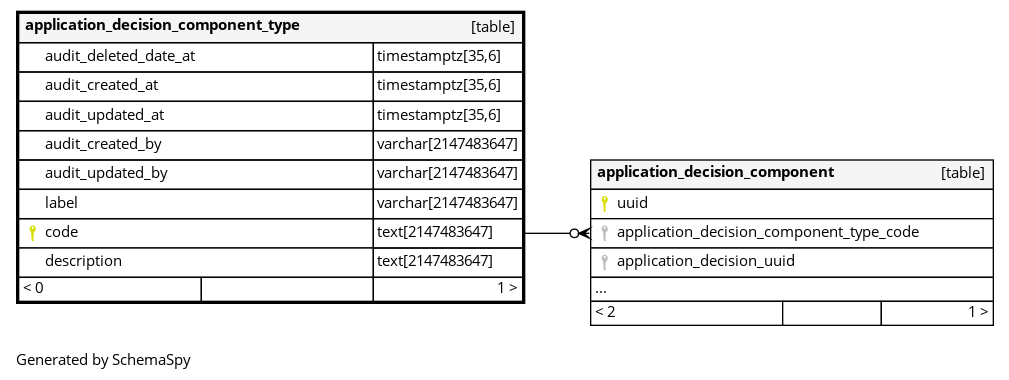 application_decision_component_type [table]
audit_deleted_date_at timestamptz[35,6]
audit_created_at timestamptz[35,6]
audit_updated_at timestamptz[35,6]
audit_created_by varchar[2147483647]
audit_updated_by varchar[2147483647]
label varchar[2147483647]
code text[2147483647]
description text[2147483647]
< 0 1 >
application_decision_component [table]
uuid
application_decision_component_type_code
application_decision_uuid
...
< 2 1 >
Generated by SchemaSpy